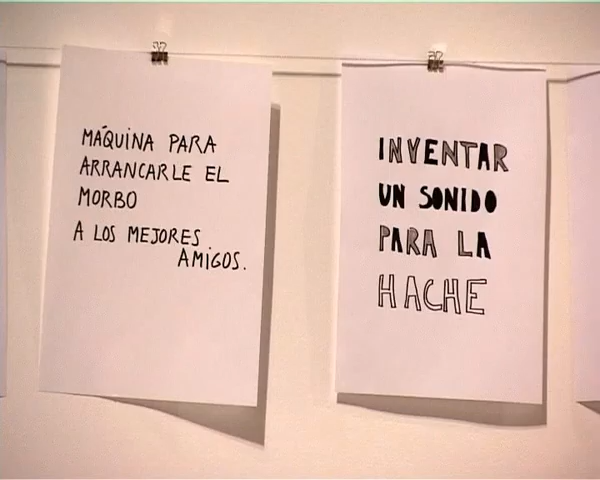 MÁQUINA PARA
ARRANCARLE EL
MORBO
A LOS MEJORES
AMIGOS.
INVENTAR
UN SONIDO
PARA LA
HACHE